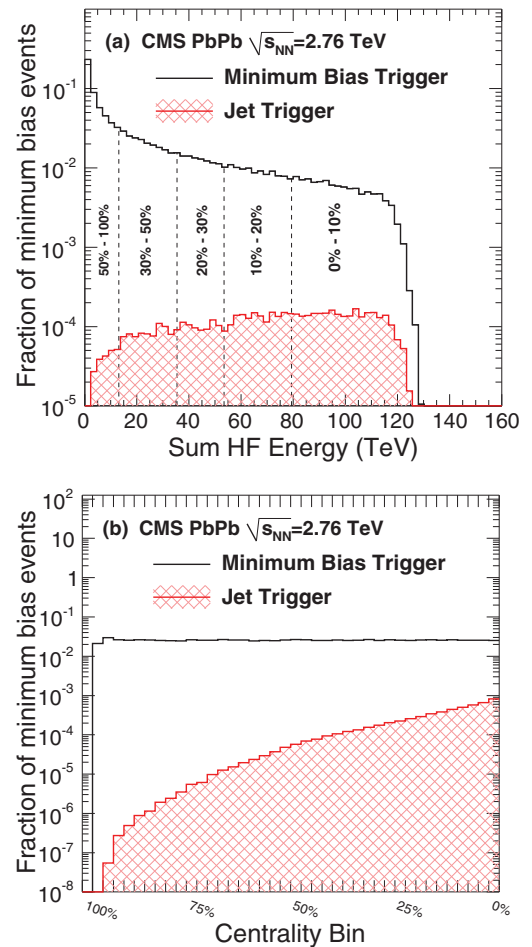 (a) CMS PbPb √s_NN=2.76 TeV
Minimum Bias Trigger
Jet Trigger
Fraction of minimum bias events
10^-1
10^-2
10^-3
10^-4
10^-5
50% - 100%
30% - 50%
20% - 30%
10% - 20%
0% - 10%
0 20 40 60 80 100 120 140 160
Sum HF Energy (TeV)
(b) CMS PbPb √s_NN=2.76 TeV
Minimum Bias Trigger
Jet Trigger
Fraction of minimum bias events
10^2
10
1
10^-1
10^-2
10^-3
10^-4
10^-5
10^-6
10^-7
10^-8
100% 75% 50% 25% 0%
Centrality Bin